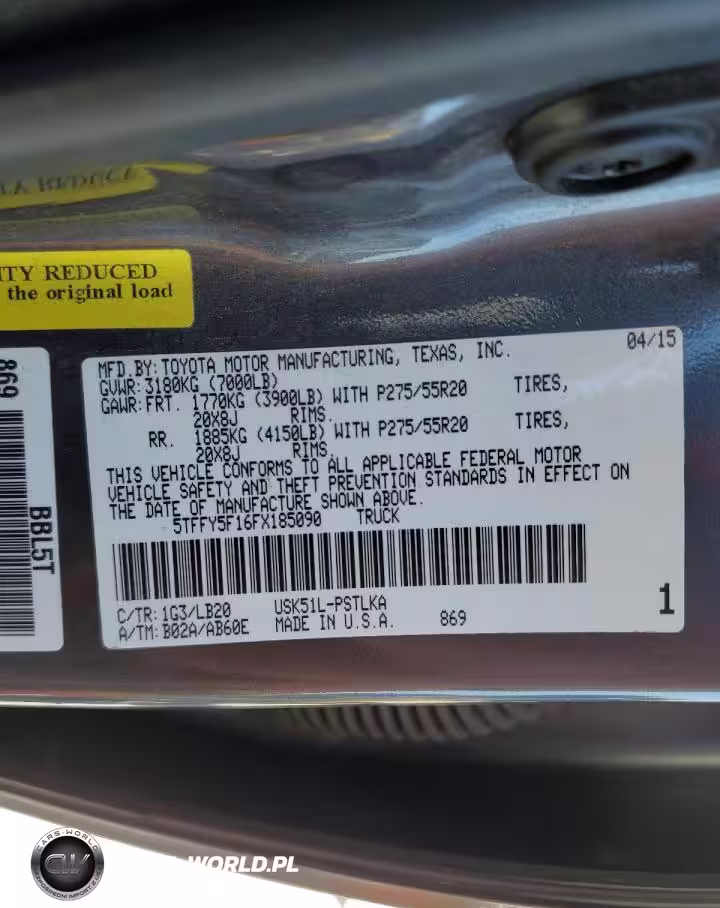 ITY REDUCED
the original load
869
BBL5T
MFD.BY: TOYOTA MOTOR MANUFACTURING, TEXAS, INC. 04/15
GVWR: 3180KG (7000LB)
GAWR: FRT. 1770KG (3900LB) WITH P275/55R20 TIRES,
20X8J RIMS,
RR. 1885KG (4150LB) WITH P275/55R20 TIRES,
20X8J RIMS,
THIS VEHICLE CONFORMS TO ALL APPLICABLE FEDERAL MOTOR
VEHICLE SAFETY AND THEFT PREVENTION STANDARDS IN EFFECT ON
THE DATE OF MANUFACTURE SHOWN ABOVE.
5TFFY5F16FX185090 TRUCK
C/TR: 1G3/LB20 USK51L-PSTLKA
A/TM: B02A/AB60E MADE IN U.S.A. 869
1
CARS-WORLD
CW
WORLD.PL